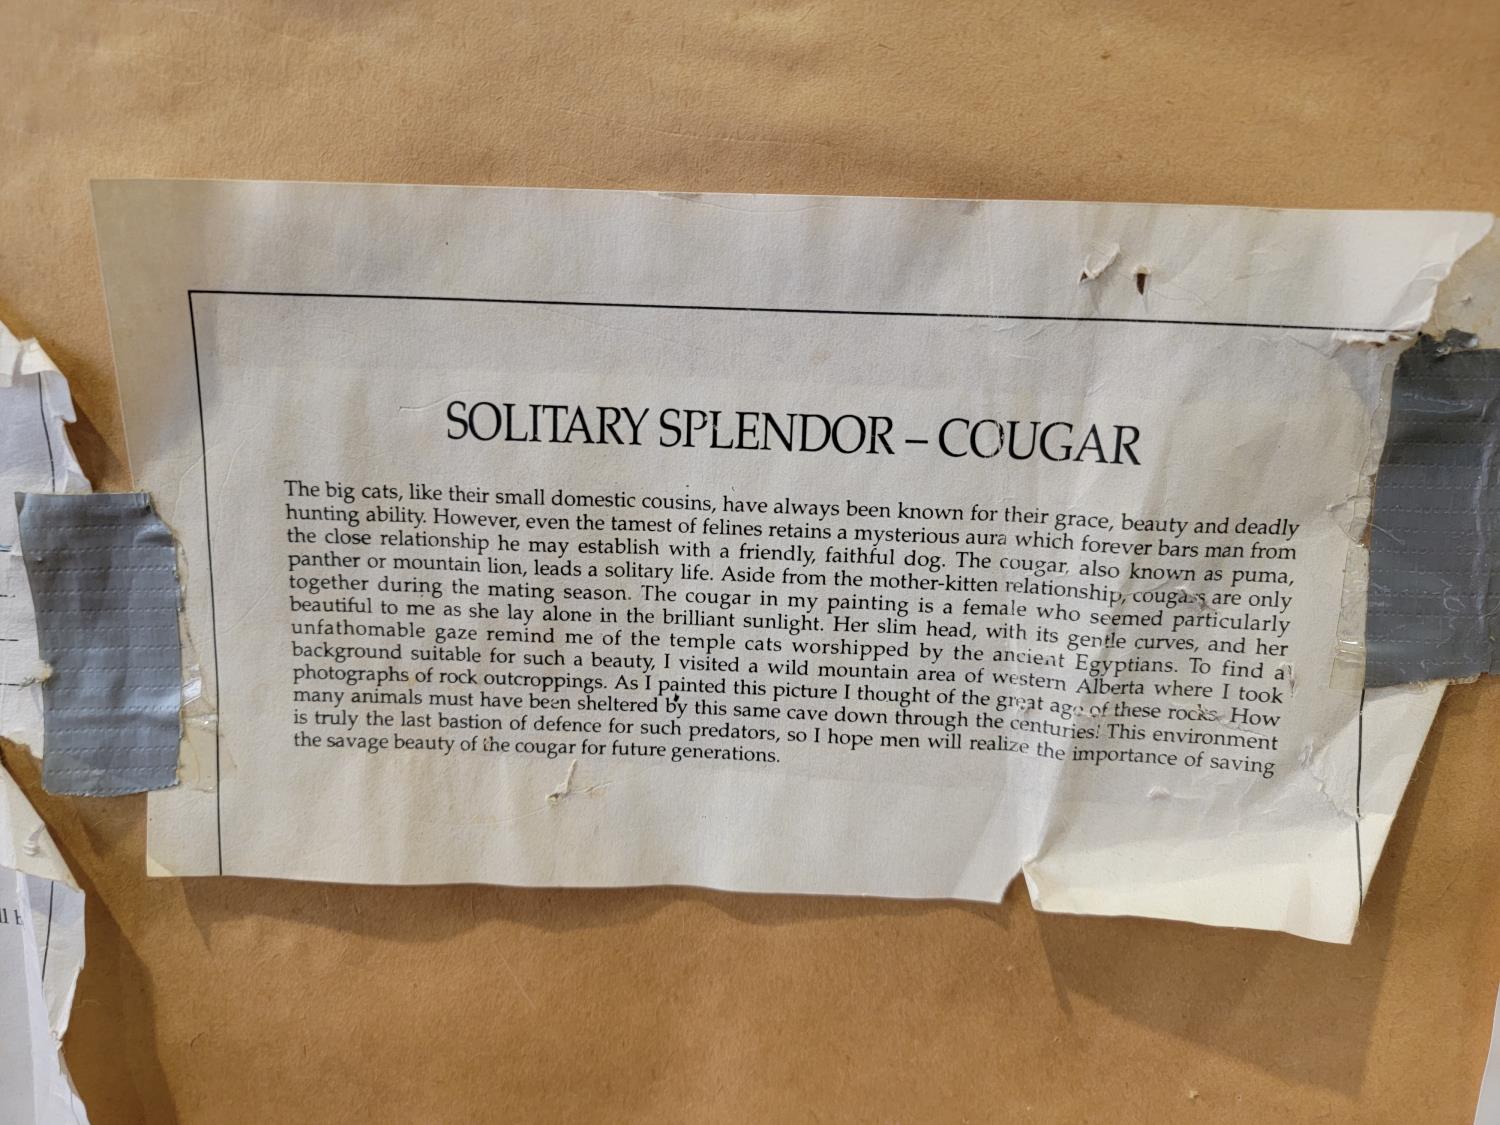 SOLITARY SPLENDOR – COUGAR
The big cats, like their small domestic cousins, have always been known for their grace, beauty and deadly
hunting ability. However, even the tamest of felines retains a mysterious aura which forever bars man from
the close relationship he may establish with a friendly, faithful dog. The cougar, also known as puma,
panther or mountain lion, leads a solitary life. Aside from the mother-kitten relationship, cougars are only
together during the mating season. The cougar in my painting is a female who seemed particularly
beautiful to me as she lay alone in the brilliant sunlight. Her slim head, with its gentle curves, and her
unfathomable gaze remind me of the temple cats worshipped by the ancient Egyptians. To find a
background suitable for such a beauty, I visited a wild mountain area of western Alberta where I took
photographs of rock outcroppings. As I painted this picture I thought of the great age of these rocks. How
many animals must have been sheltered by this same cave down through the centuries! This environment
is truly the last bastion of defence for such predators, so I hope men will realize the importance of saving
the savage beauty of the cougar for future generations.